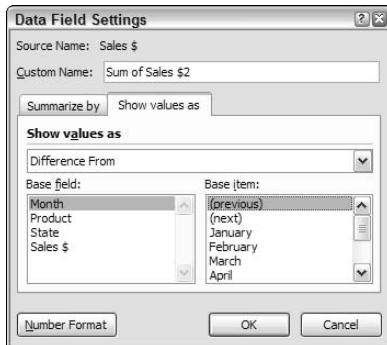 Data Field Settings
Source Name: Sales $
Custom Name: Sum of Sales $2
Summarize by Show values as
Show values as
Difference From
Base field: Base item:
Month (previous)
Product (next)
State January
Sales $ February
March
April
Number Format OK Cancel